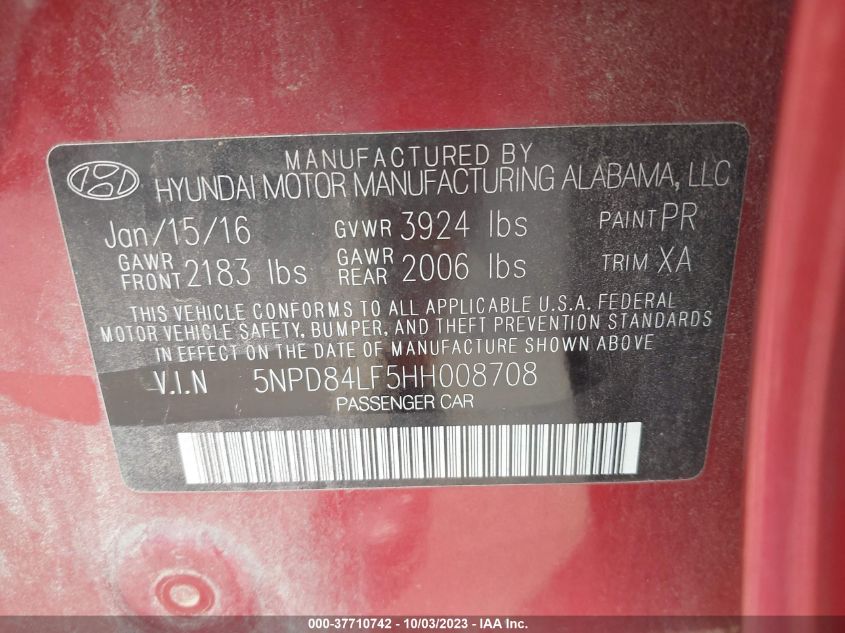 MANUFACTURED BY
HYUNDAI MOTOR MANUFACTURING ALABAMA, LLC
Jan/15/16 GVWR 3924 lbs PAINT PR
GAWR FRONT 2183 lbs GAWR REAR 2006 lbs TRIM XA
THIS VEHICLE CONFORMS TO ALL APPLICABLE U.S.A. FEDERAL
MOTOR VEHICLE SAFETY, BUMPER, AND THEFT PREVENTION STANDARDS
IN EFFECT ON THE DATE OF MANUFACTURE SHOWN ABOVE
V.I.N 5NPD84LF5HH008708
PASSENGER CAR
000-37710742 - 10/03/2023 - IAA Inc.